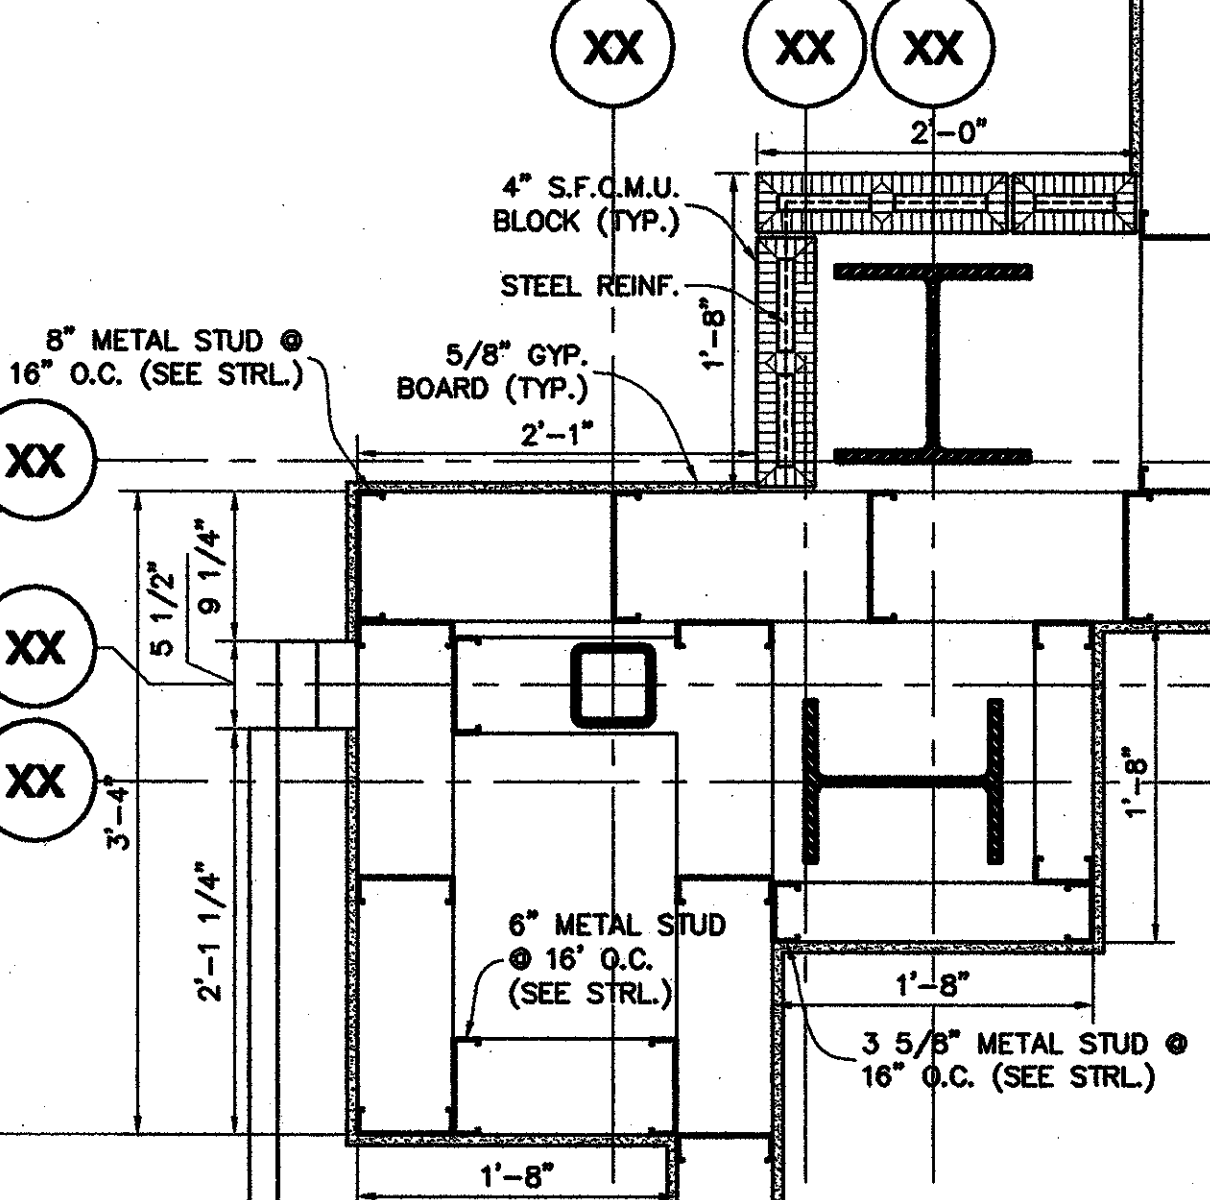 XX
XX
XX
2'-0"
4" S.F.C.M.U.
BLOCK (TYP.)
STEEL REINF.
1'-8"
8" METAL STUD @
16" O.C. (SEE STRL.)
5/8" GYP.
BOARD (TYP.)
2'-1"
XX
9 1/4"
5 1/2"
XX
XX
3'-4"
1'-8"
2'-1 1/4"
6" METAL STUD
@ 16' O.C.
(SEE STRL.)
1'-8"
3 5/8" METAL STUD @
16" O.C. (SEE STRL.)
1'-8"